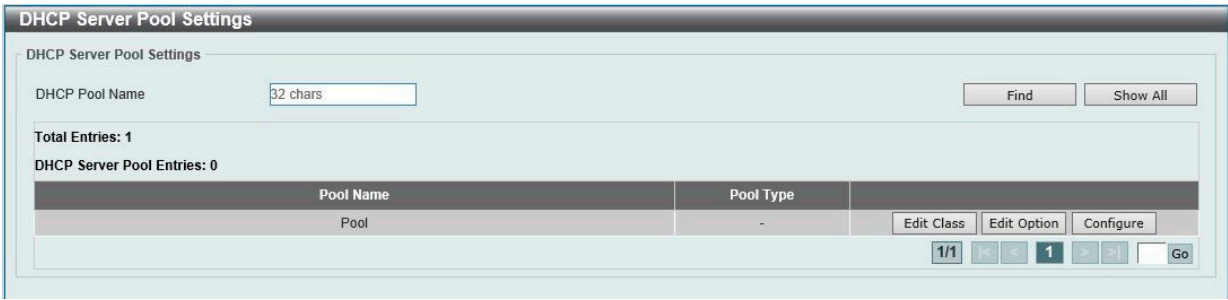 DHCP Server Pool Settings
DHCP Server Pool Settings
DHCP Pool Name 32 chars Find Show All
Total Entries: 1
DHCP Server Pool Entries: 0
Pool Name Pool Type
Pool - Edit Class Edit Option Configure
1/1 |< < 1 > >| Go